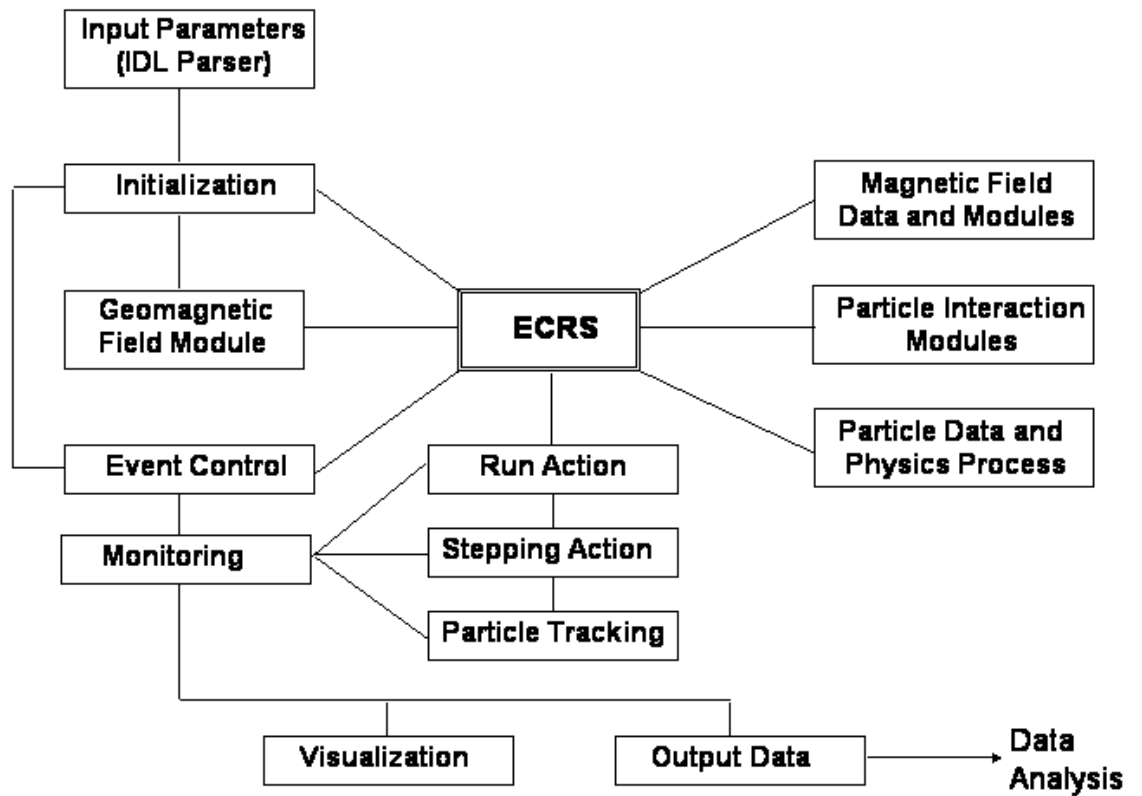 Input Parameters
(IDL Parser)
Initialization
Magnetic Field
Data and Modules
Geomagnetic
Field Module
ECRS
Particle Interaction
Modules
Event Control
Run Action
Particle Data and
Physics Process
Monitoring
Stepping Action
Particle Tracking
Visualization
Output Data
Data
Analysis